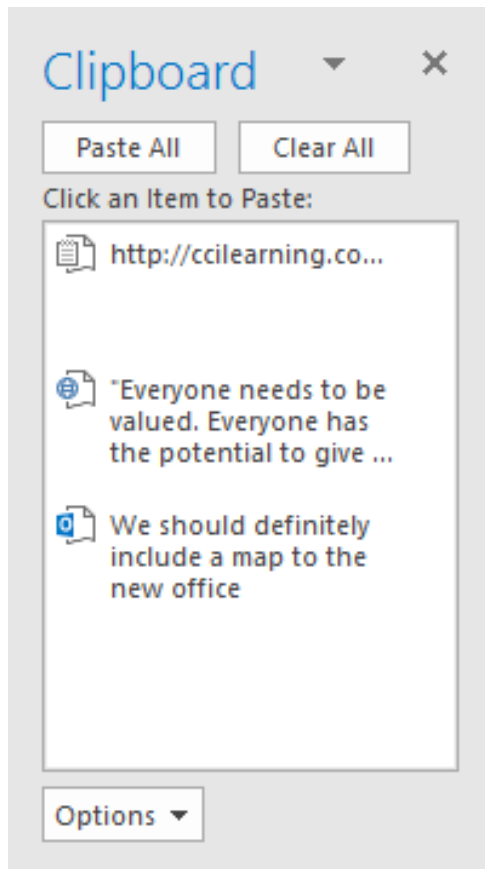 Clipboard
Paste All
Clear All
Click an Item to Paste:
http://ccilearning.co...
"Everyone needs to be
valued. Everyone has
the potential to give ...
We should definitely
include a map to the
new office
Options